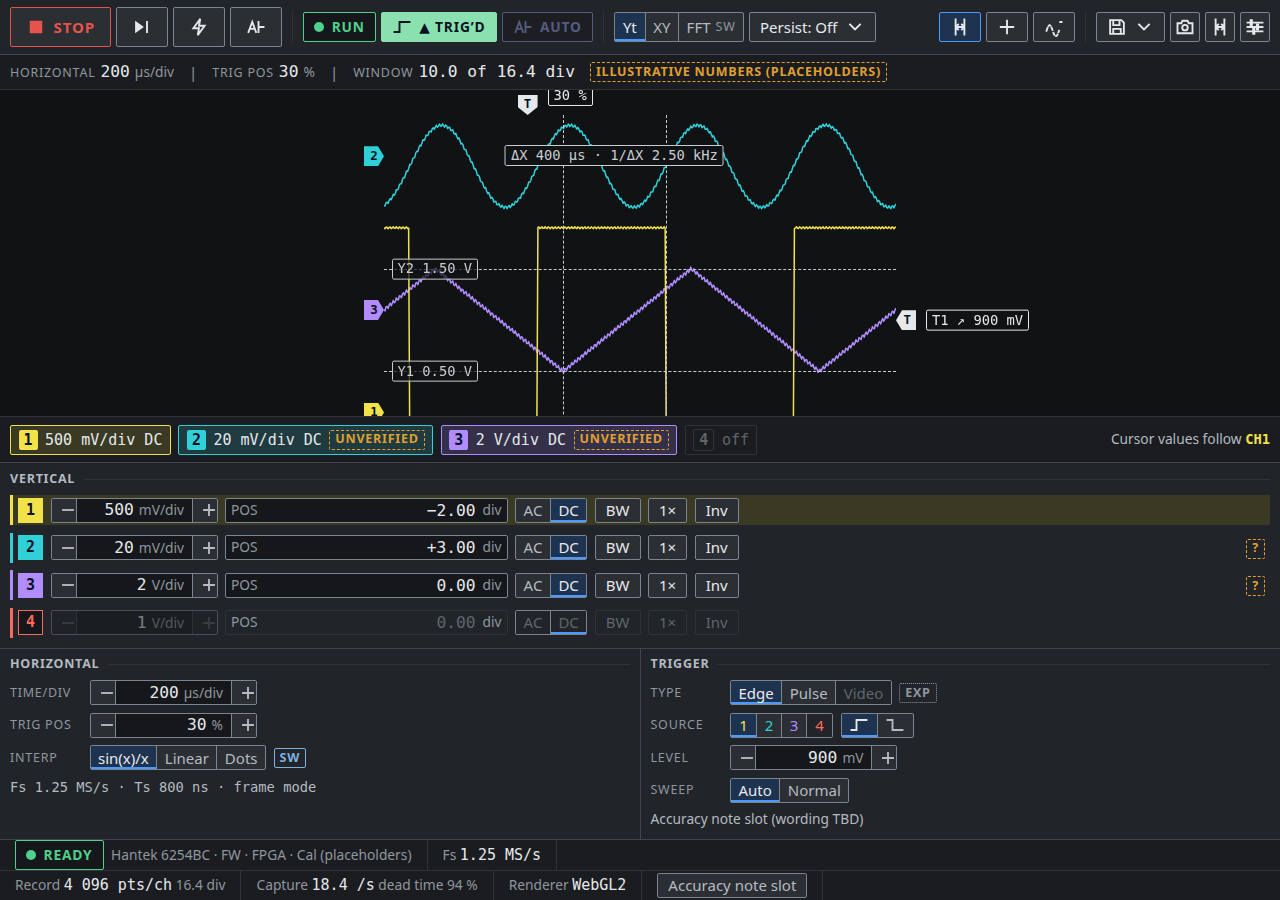 STOP RUN ▲ TRIG'D AUTO Yt XY FFT SW Persist: Off
HORIZONTAL 200 µs/div | TRIG POS 30 % | WINDOW 10.0 of 16.4 div ILLUSTRATIVE NUMBERS (PLACEHOLDERS)
30 %
T
2
ΔX 400 µs · 1/ΔX 2.50 kHz
Y2 1.50 V
3
T T1 ↗ 900 mV
Y1 0.50 V
1
1 500 mV/div DC 2 20 mV/div DC UNVERIFIED 3 2 V/div DC UNVERIFIED 4 off Cursor values follow CH1
VERTICAL
1 − 500 mV/div + POS −2.00 div AC DC BW 1× Inv
2 − 20 mV/div + POS +3.00 div AC DC BW 1× Inv ?
3 − 2 V/div + POS 0.00 div AC DC BW 1× Inv ?
4 − 1 V/div + POS 0.00 div AC DC BW 1× Inv
HORIZONTAL
TIME/DIV − 200 µs/div +
TRIG POS − 30 % +
INTERP sin(x)/x Linear Dots SW
Fs 1.25 MS/s · Ts 800 ns · frame mode
TRIGGER
TYPE Edge Pulse Video EXP
SOURCE 1 2 3 4
LEVEL − 900 mV +
SWEEP Auto Normal
Accuracy note slot (wording TBD)
READY Hantek 6254BC · FW · FPGA · Cal (placeholders) Fs 1.25 MS/s
Record 4 096 pts/ch 16.4 div Capture 18.4 /s dead time 94 % Renderer WebGL2 Accuracy note slot